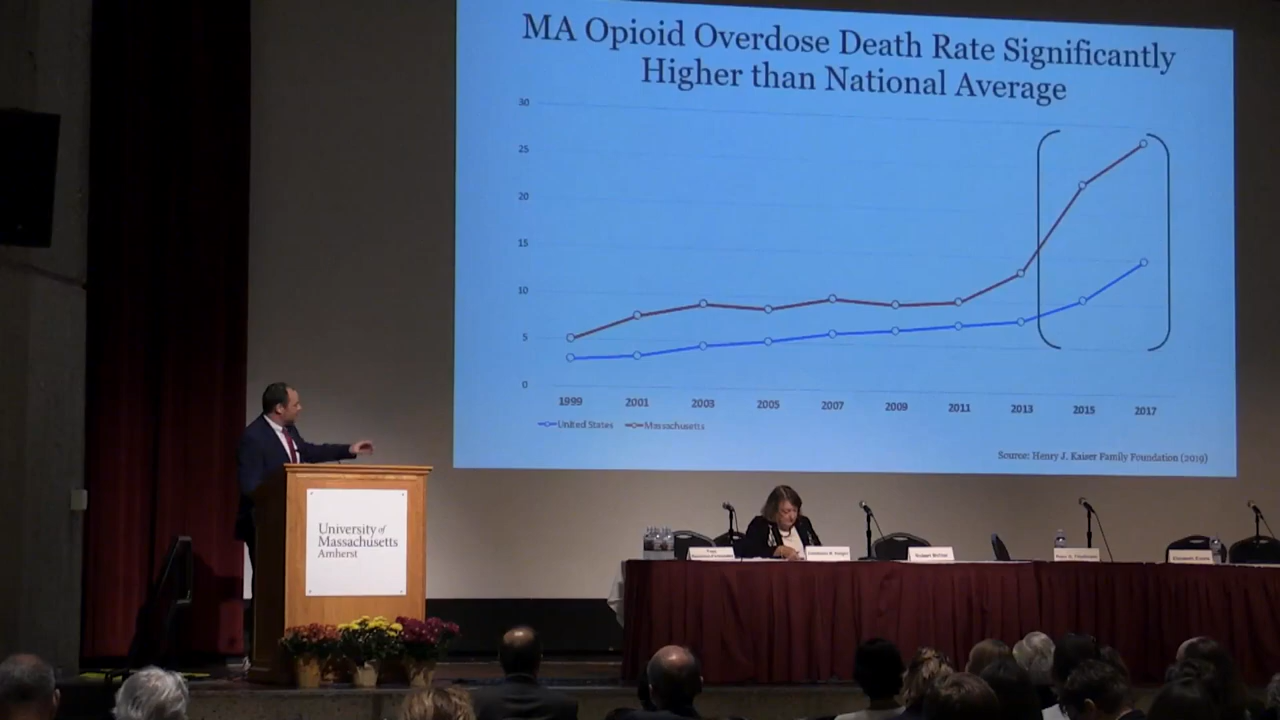 MA Opioid Overdose Death Rate Significantly
Higher than National Average
30
25
20
15
10
5
0
1999 2001 2003 2005 2007 2009 2011 2013 2015 2017
United States Massachusetts
Source: Henry J. Kaiser Family Foundation (2019)
University of
Massachusetts
Amherst